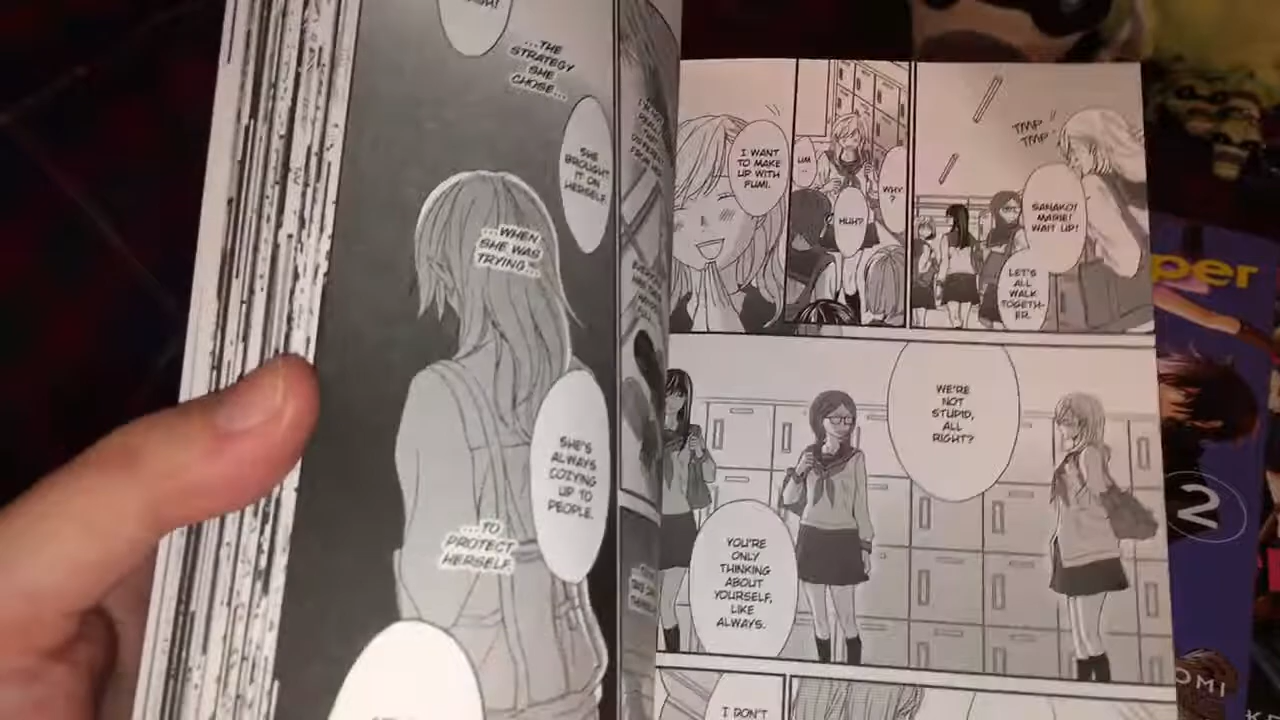 ...THE
STRATEGY
SHE
CHOSE...
SHE
BROUGHT
IT ON
HERSELF.
...WHEN
SHE WAS
TRYING...
SHE'S
ALWAYS
COZYING
UP TO
PEOPLE.
...TO
PROTECT
HERSELF.
I WANT
TO MAKE
UP WITH
FUMI.
UM
...
HUH?
WHY
?
TMP
TMP
SANAKO!
MARIE!
WAIT UP!
LET'S
ALL
WALK
TOGETH-
ER.
WE'RE
NOT
STUPID,
ALL
RIGHT?
YOU'RE
ONLY
THINKING
ABOUT
YOURSELF,
LIKE
ALWAYS.
I DON'T
per
2
OMI